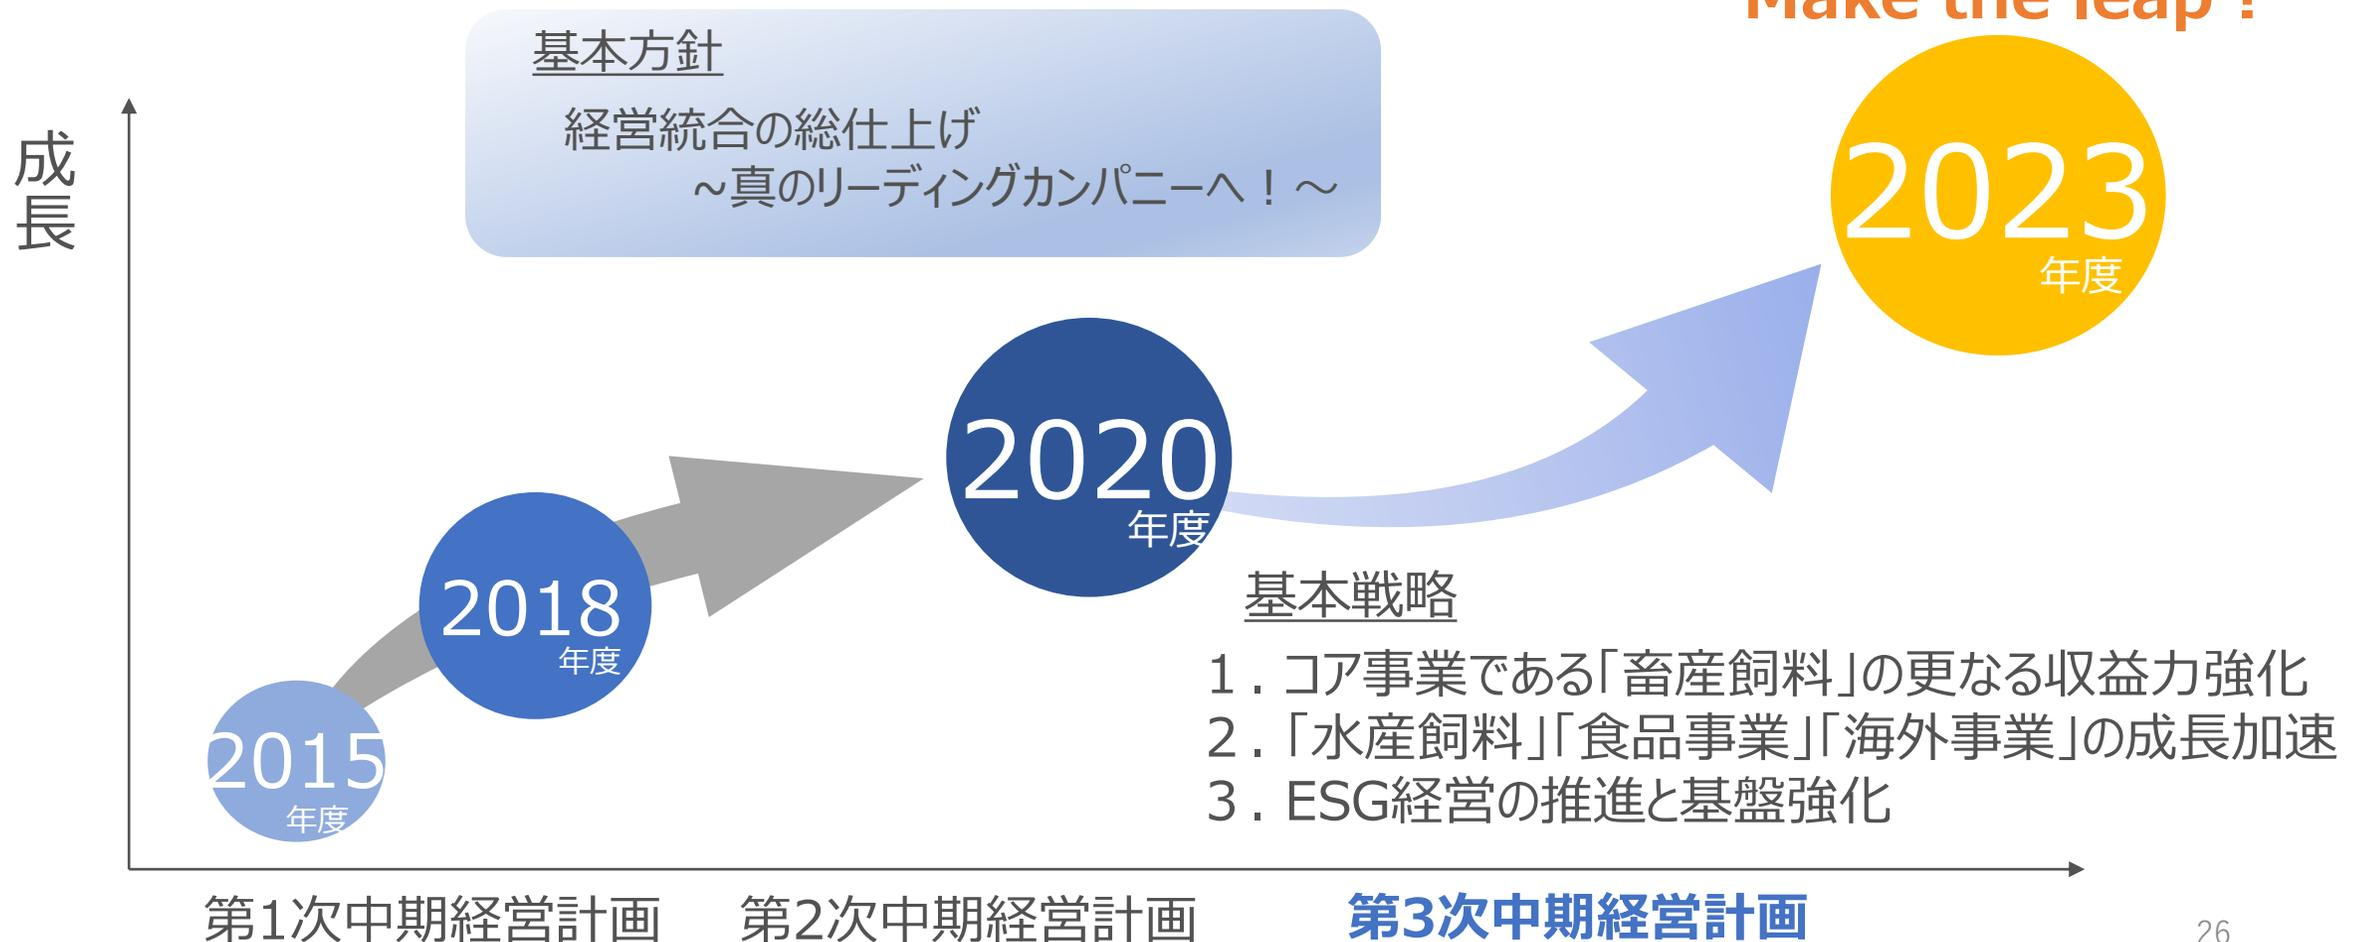 Make the leap！
基本方針
経営統合の総仕上げ
~真のリーディングカンパニーへ！～
成長
2023
年度
2020
年度
2018
年度
2015
年度
基本戦略
1．コア事業である「畜産飼料」の更なる収益力強化
2．「水産飼料」「食品事業」「海外事業」の成長加速
3．ESG経営の推進と基盤強化
第1次中期経営計画
第2次中期経営計画
第3次中期経営計画
26